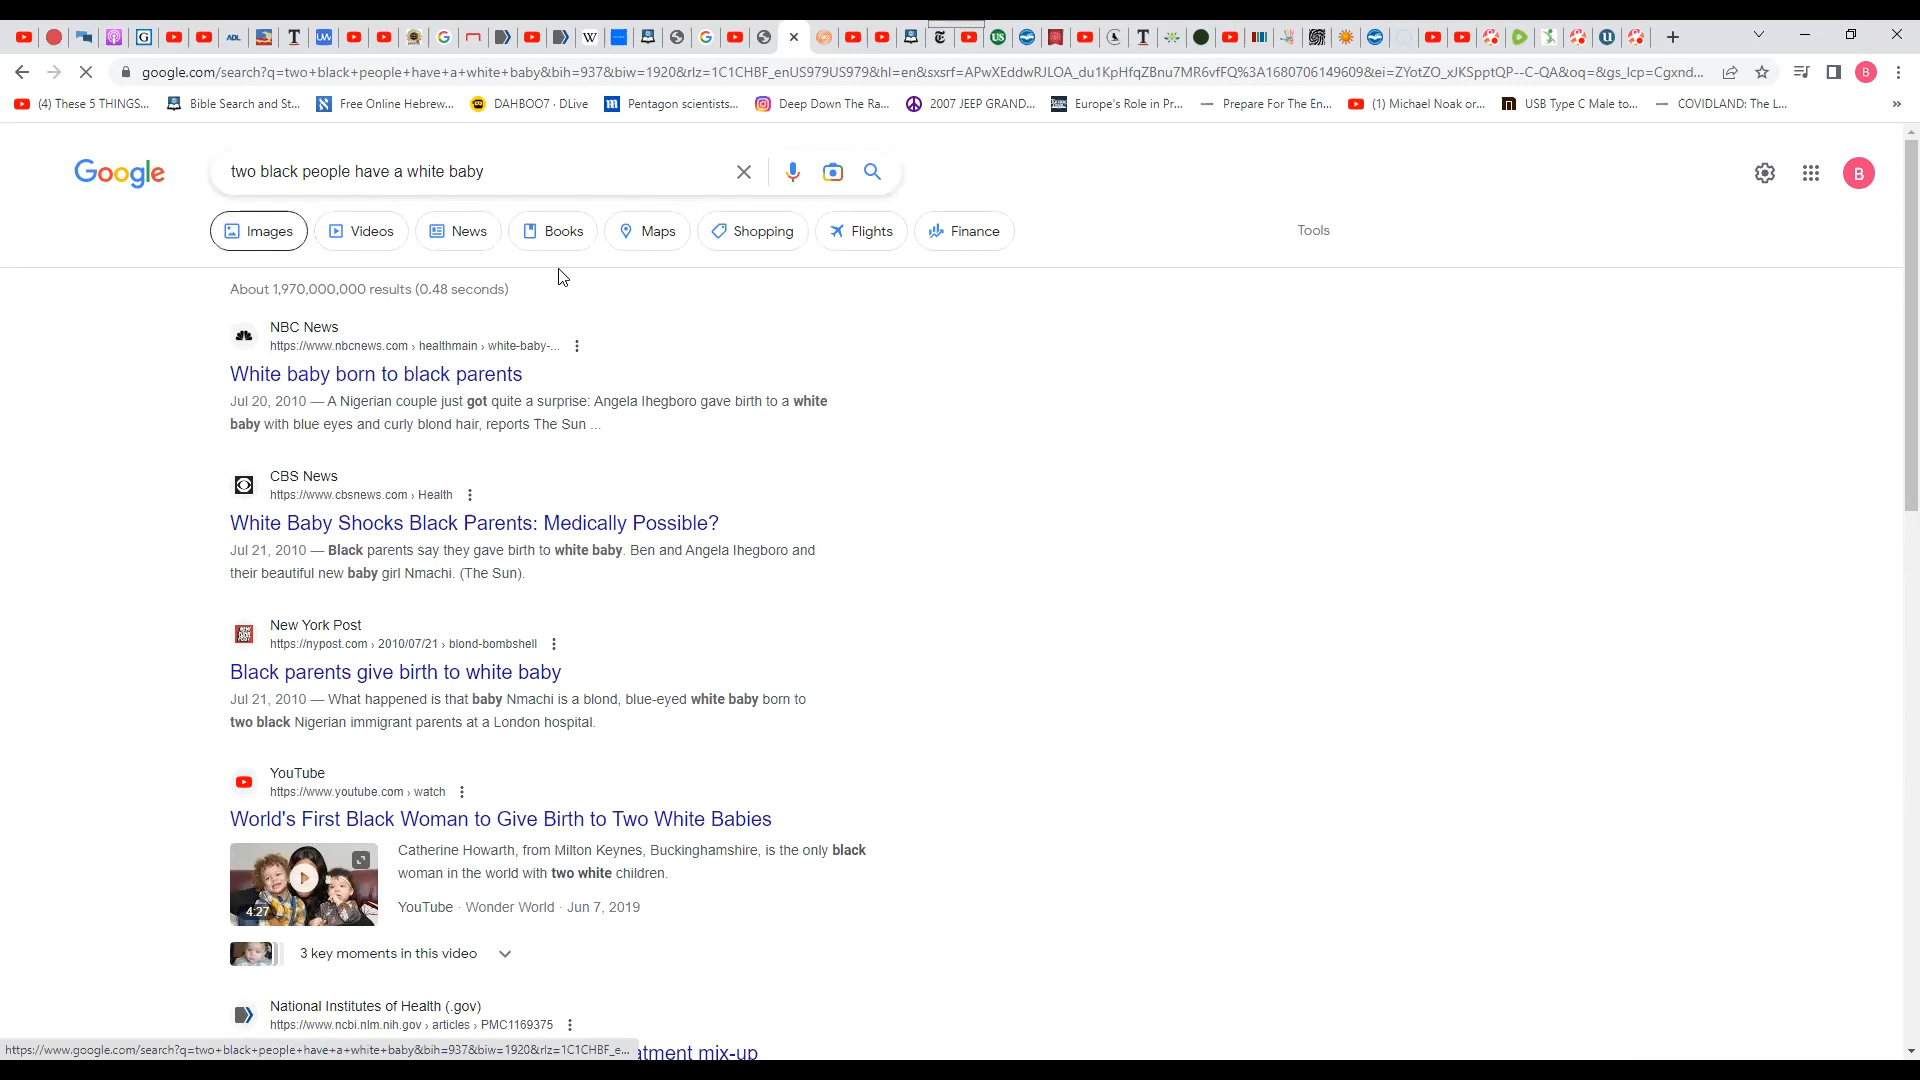 google.com/search?q=two+black+people+have+a+white+baby&bih=937&biw=1920&rlz=1C1CHBF_enUS979US979&hl=en&sxsrf=APwXEddwRJLOA_du1KpHfqZBnu7MR6vfFQ%3A1680706149609&ei=ZYotZO_xJKSpptQP--C-QA&oq=&gs_lcp=Cgxnd...
B
(4) These 5 THINGS... Bible Search and St... Free Online Hebrew... DAHBOO7 · DLive Pentagon scientists... Deep Down The Ra... 2007 JEEP GRAND... Europe's Role in Pr... Prepare For The En... (1) Michael Noak or... USB Type C Male to... COVIDLAND: The L... »
Google two black people have a white baby B
Images Videos News Books Maps Shopping Flights Finance Tools
About 1,970,000,000 results (0.48 seconds)
NBC News
https://www.nbcnews.com › healthmain › white-baby-...
White baby born to black parents
Jul 20, 2010 — A Nigerian couple just got quite a surprise: Angela Ihegboro gave birth to a white
baby with blue eyes and curly blond hair, reports The Sun ...
CBS News
https://www.cbsnews.com › Health
White Baby Shocks Black Parents: Medically Possible?
Jul 21, 2010 — Black parents say they gave birth to white baby. Ben and Angela Ihegboro and
their beautiful new baby girl Nmachi. (The Sun).
New York Post
https://nypost.com › 2010/07/21 › blond-bombshell
Black parents give birth to white baby
Jul 21, 2010 — What happened is that baby Nmachi is a blond, blue-eyed white baby born to
two black Nigerian immigrant parents at a London hospital.
YouTube
https://www.youtube.com › watch
World's First Black Woman to Give Birth to Two White Babies
Catherine Howarth, from Milton Keynes, Buckinghamshire, is the only black
woman in the world with two white children.
4:27
YouTube · Wonder World · Jun 7, 2019
3 key moments in this video
National Institutes of Health (.gov)
https://www.ncbi.nlm.nih.gov › articles › PMC1169375
https://www.google.com/search?q=two+black+people+have+a+white+baby&bih=937&biw=1920&rlz=1C1CHBF_e...
atment mix-up